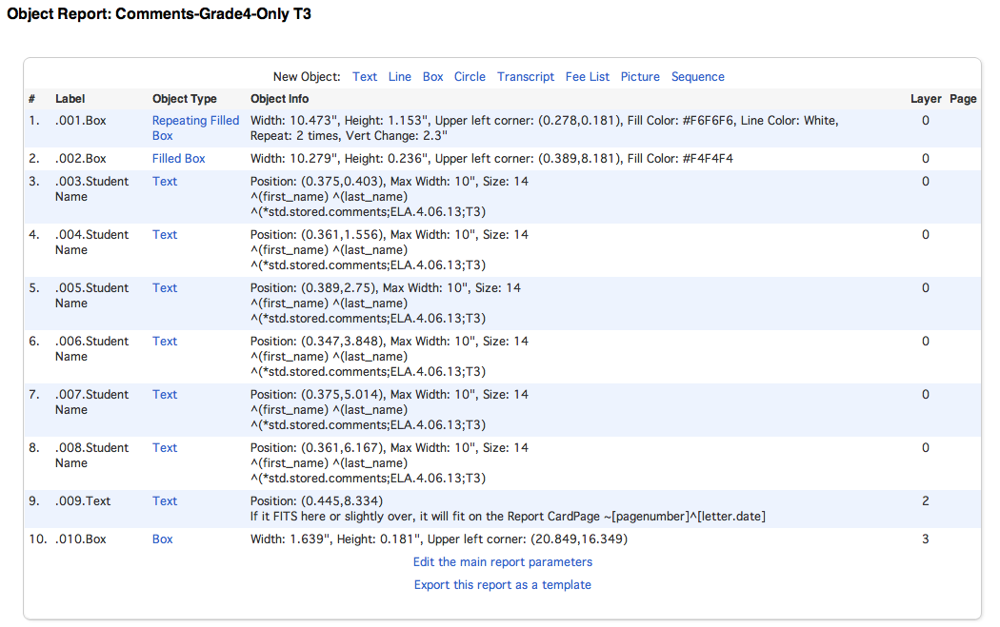 Object Report: Comments-Grade4-Only T3
New Object: Text Line Box Circle Transcript Fee List Picture Sequence
# Label Object Type Object Info Layer Page
1. .001.Box Repeating Filled Box Width: 10.473", Height: 1.153", Upper left corner: (0.278,0.181), Fill Color: #F6F6F6, Line Color: White, 0
Repeat: 2 times, Vert Change: 2.3"
2. .002.Box Filled Box Width: 10.279", Height: 0.236", Upper left corner: (0.389,8.181), Fill Color: #F4F4F4 0
3. .003.Student Text Position: (0.375,0.403), Max Width: 10", Size: 14 0
Name ^(first_name) ^(last_name)
^(*std.stored.comments;ELA.4.06.13;T3)
4. .004.Student Text Position: (0.361,1.556), Max Width: 10", Size: 14 0
Name ^(first_name) ^(last_name)
^(*std.stored.comments;ELA.4.06.13;T3)
5. .005.Student Text Position: (0.389,2.75), Max Width: 10", Size: 14 0
Name ^(first_name) ^(last_name)
^(*std.stored.comments;ELA.4.06.13;T3)
6. .006.Student Text Position: (0.347,3.848), Max Width: 10", Size: 14 0
Name ^(first_name) ^(last_name)
^(*std.stored.comments;ELA.4.06.13;T3)
7. .007.Student Text Position: (0.375,5.014), Max Width: 10", Size: 14 0
Name ^(first_name) ^(last_name)
^(*std.stored.comments;ELA.4.06.13;T3)
8. .008.Student Text Position: (0.361,6.167), Max Width: 10", Size: 14 0
Name ^(first_name) ^(last_name)
^(*std.stored.comments;ELA.4.06.13;T3)
9. .009.Text Text Position: (0.445,8.334) 2
If it FITS here or slightly over, it will fit on the Report CardPage ~[pagenumber]^[letter.date]
10. .010.Box Box Width: 1.639", Height: 0.181", Upper left corner: (20.849,16.349) 3
Edit the main report parameters
Export this report as a template